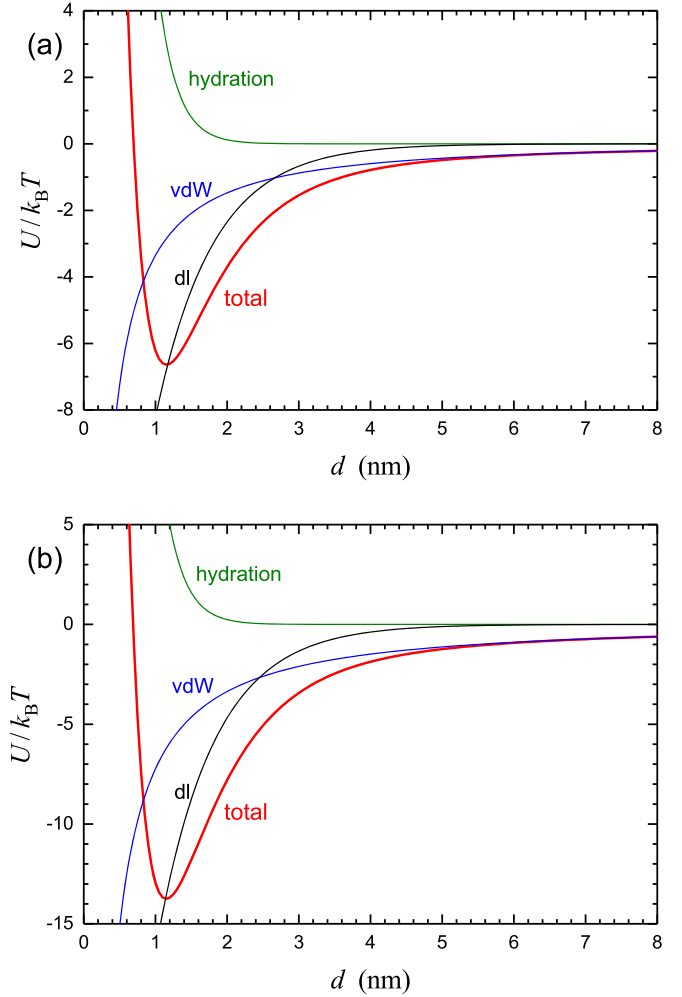 (a)
4
2
0
-2
-4
-6
-8
U / k_B T
hydration
vdW
dl
total
0 1 2 3 4 5 6 7 8
d (nm)
(b)
5
0
-5
-10
-15
U / k_B T
hydration
vdW
dl
total
0 1 2 3 4 5 6 7 8
d (nm)